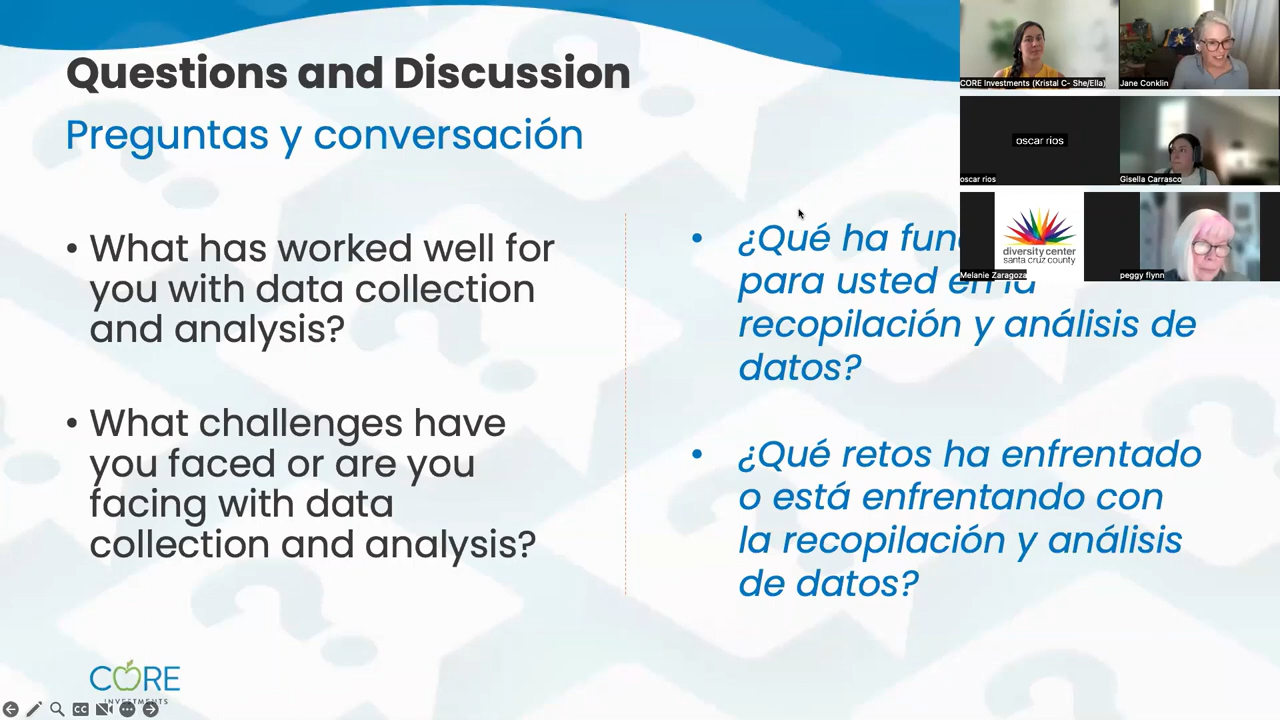 Questions and Discussion
Preguntas y conversación
• What has worked well for
you with data collection
and analysis?
• What challenges have
you faced or are you
facing with data
collection and analysis?
• ¿Qué ha fun
para usted en la
recopilación y análisis de
datos?
• ¿Qué retos ha enfrentado
o está enfrentando con
la recopilación y análisis
de datos?
CORE Investments (Kristal C- She/Ella)
Jane Conklin
oscar rios
oscar rios
Gisella Carrasco
diversity center
santa cruz county
Melanie Zaragoza
peggy flynn
CORE
INVESTMENTS
CC